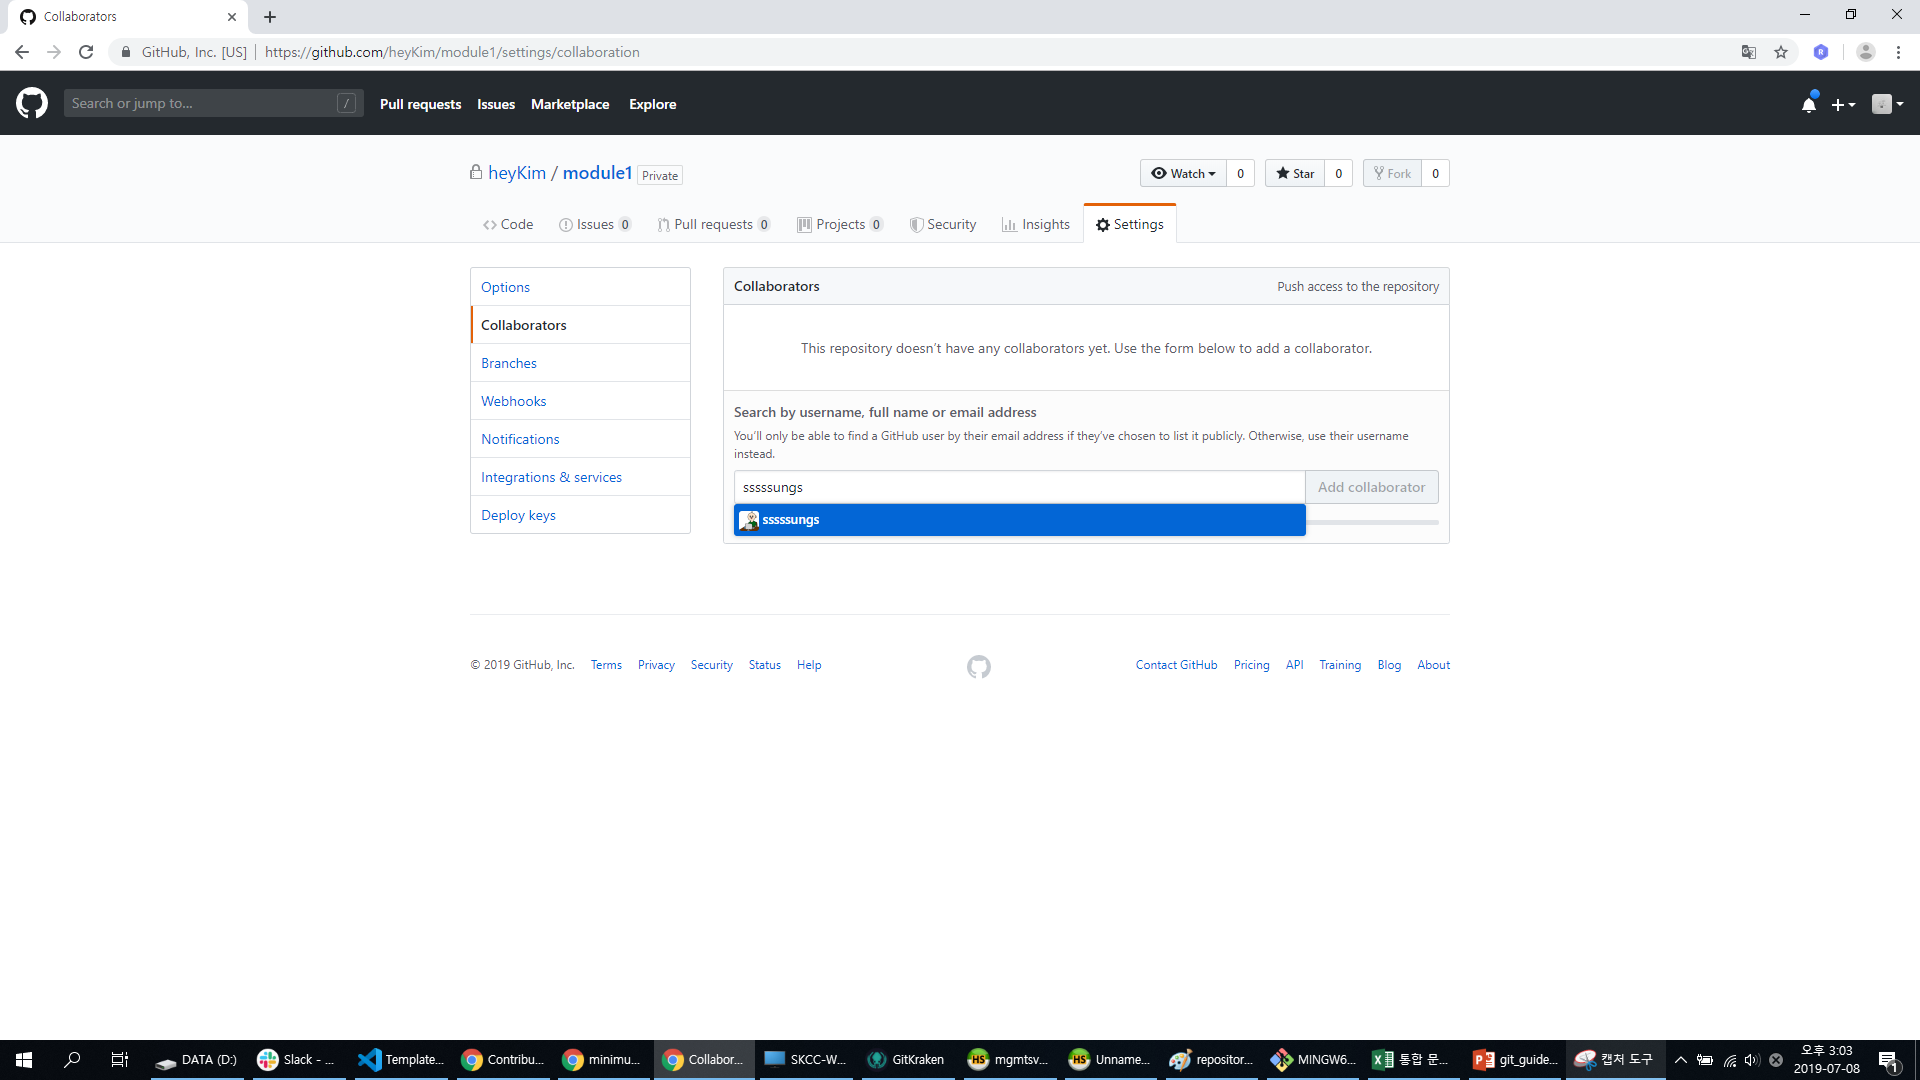 Collaborators
GitHub, Inc. [US]
https://github.com/heyKim/module1/settings/collaboration
Search or jump to... /
Pull requests Issues Marketplace Explore
heyKim / module1 Private
Watch 0 Star 0 Fork 0
Code Issues 0 Pull requests 0 Projects 0 Security Insights Settings
Options
Collaborators
Branches
Webhooks
Notifications
Integrations & services
Deploy keys
Collaborators Push access to the repository
This repository doesn't have any collaborators yet. Use the form below to add a collaborator.
Search by username, full name or email address
You'll only be able to find a GitHub user by their email address if they've chosen to list it publicly. Otherwise, use their username
instead.
sssssungs Add collaborator
sssssungs
© 2019 GitHub, Inc. Terms Privacy Security Status Help
Contact GitHub Pricing API Training Blog About
DATA (D:) Slack - ... Template... Contribu... minimu... Collabor... SKCC-W... GitKraken mgmtsv... Unname... repositor... MINGW6... 통합 문... git_guide... 캡처 도구
오후 3:03
2019-07-08
1